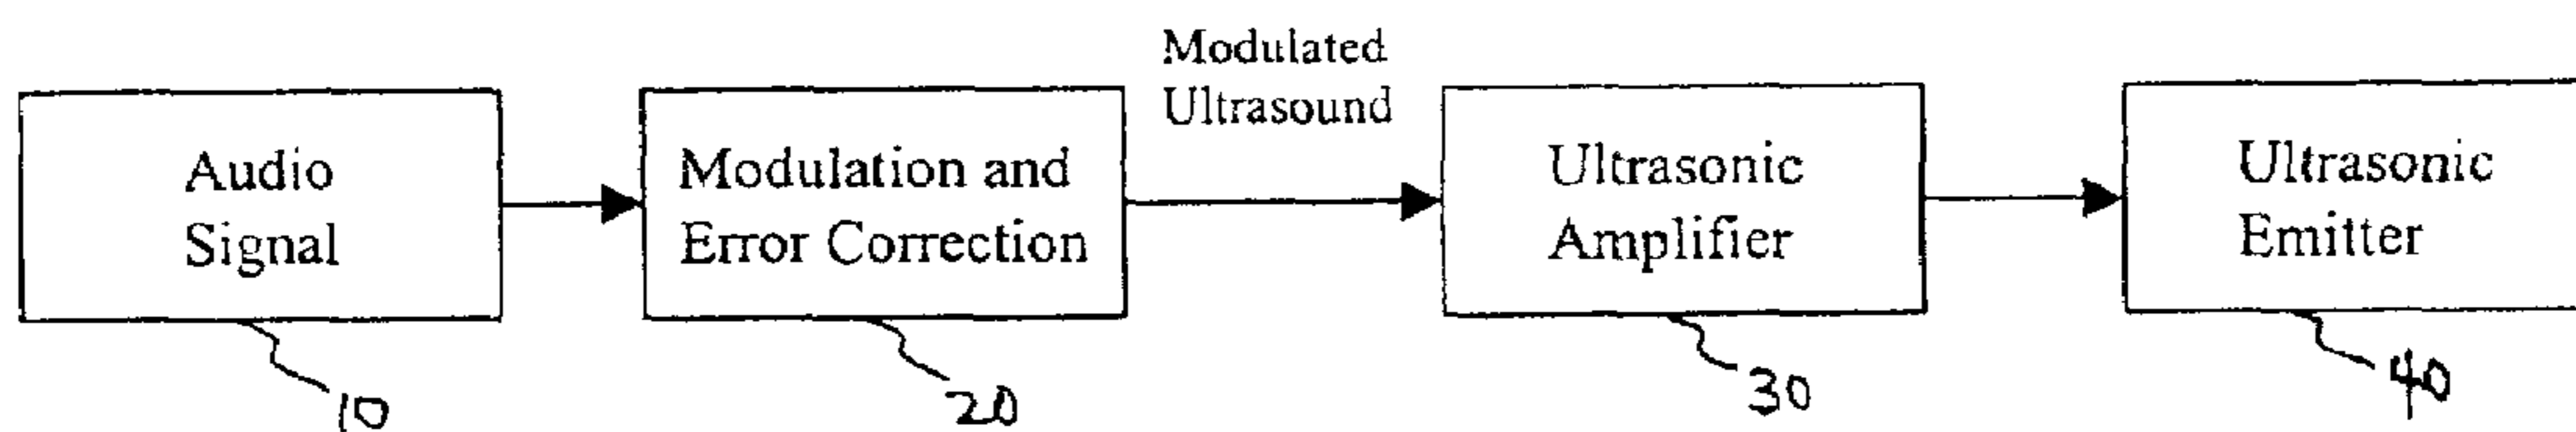 Modulated
Ultrasound
Audio
Signal
Modulation and
Error Correction
Ultrasonic
Amplifier
Ultrasonic
Emitter
10
20
30
40